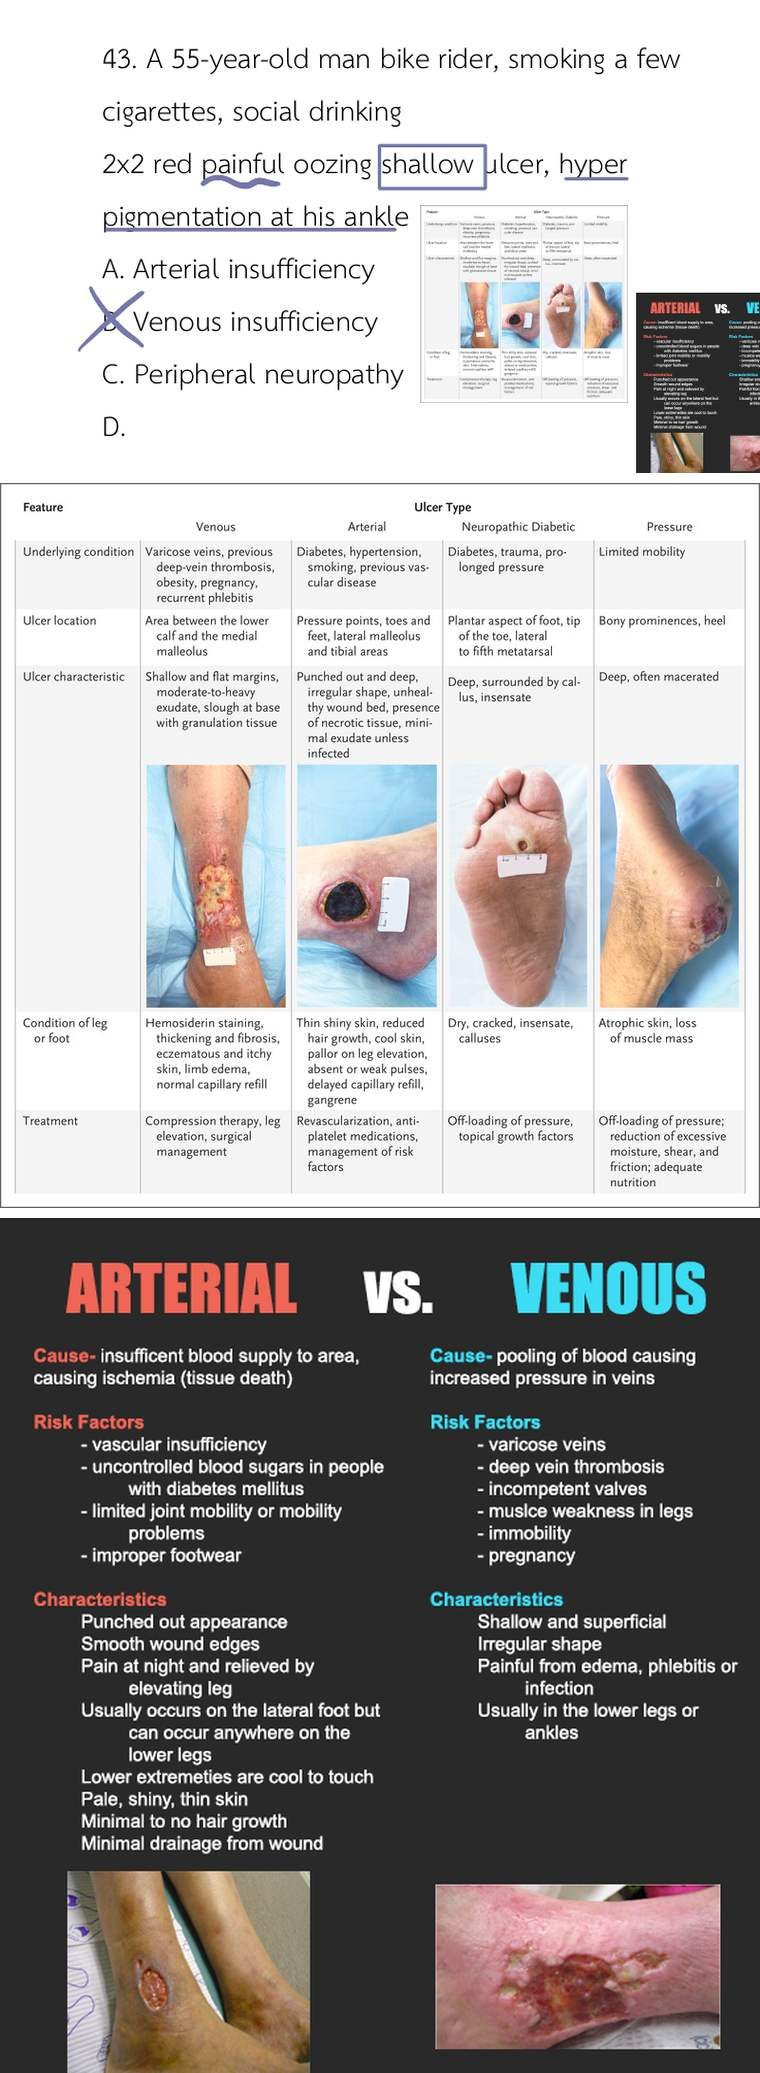 43. A 55-year-old man bike rider, smoking a few
cigarettes, social drinking
2x2 red painful oozing shallow ulcer, hyper
pigmentation at his ankle
A. Arterial insufficiency
B. Venous insufficiency
C. Peripheral neuropathy
D.
ARTERIAL VS. VE
Feature
Ulcer Type
Venous
Arterial
Neuropathic Diabetic
Pressure
Underlying condition
Varicose veins, previous
deep-vein thrombosis,
obesity, pregnancy,
recurrent phlebitis
Diabetes, hypertension,
smoking, previous vas-
cular disease
Diabetes, trauma, pro-
longed pressure
Limited mobility
Ulcer location
Area between the lower
calf and the medial
malleolus
Pressure points, toes and
feet, lateral malleolus
and tibial areas
Plantar aspect of foot, tip
of the toe, lateral
to fifth metatarsal
Bony prominences, heel
Ulcer characteristic
Shallow and flat margins,
moderate-to-heavy
exudate, slough at base
with granulation tissue
Punched out and deep,
irregular shape, unheal-
thy wound bed, presence
of necrotic tissue, mini-
mal exudate unless
infected
Deep, surrounded by cal-
lus, insensate
Deep, often macerated
Condition of leg
or foot
Hemosiderin staining,
thickening and fibrosis,
eczematous and itchy
skin, limb edema,
normal capillary refill
Thin shiny skin, reduced
hair growth, cool skin,
pallor on leg elevation,
absent or weak pulses,
delayed capillary refill,
gangrene
Dry, cracked, insensate,
calluses
Atrophic skin, loss
of muscle mass
Treatment
Compression therapy, leg
elevation, surgical
management
Revascularization, anti-
platelet medications,
management of risk
factors
Off-loading of pressure,
topical growth factors
Off-loading of pressure;
reduction of excessive
moisture, shear, and
friction; adequate
nutrition
ARTERIAL VS. VENOUS
Cause- insufficent blood supply to area,
causing ischemia (tissue death)
Risk Factors
- vascular insufficiency
- uncontrolled blood sugars in people
with diabetes mellitus
- limited joint mobility or mobility
problems
- improper footwear
Characteristics
Punched out appearance
Smooth wound edges
Pain at night and relieved by
elevating leg
Usually occurs on the lateral foot but
can occur anywhere on the
lower legs
Lower extremeties are cool to touch
Pale, shiny, thin skin
Minimal to no hair growth
Minimal drainage from wound
Cause- pooling of blood causing
increased pressure in veins
Risk Factors
- varicose veins
- deep vein thrombosis
- incompetent valves
- muslce weakness in legs
- immobility
- pregnancy
Characteristics
Shallow and superficial
Irregular shape
Painful from edema, phlebitis or
infection
Usually in the lower legs or
ankles